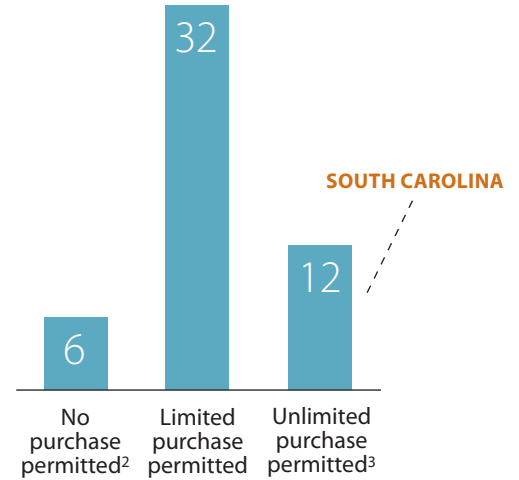 32
SOUTH CAROLINA
12
6
No
purchase
permitted²
Limited
purchase
permitted
Unlimited
purchase
permitted³